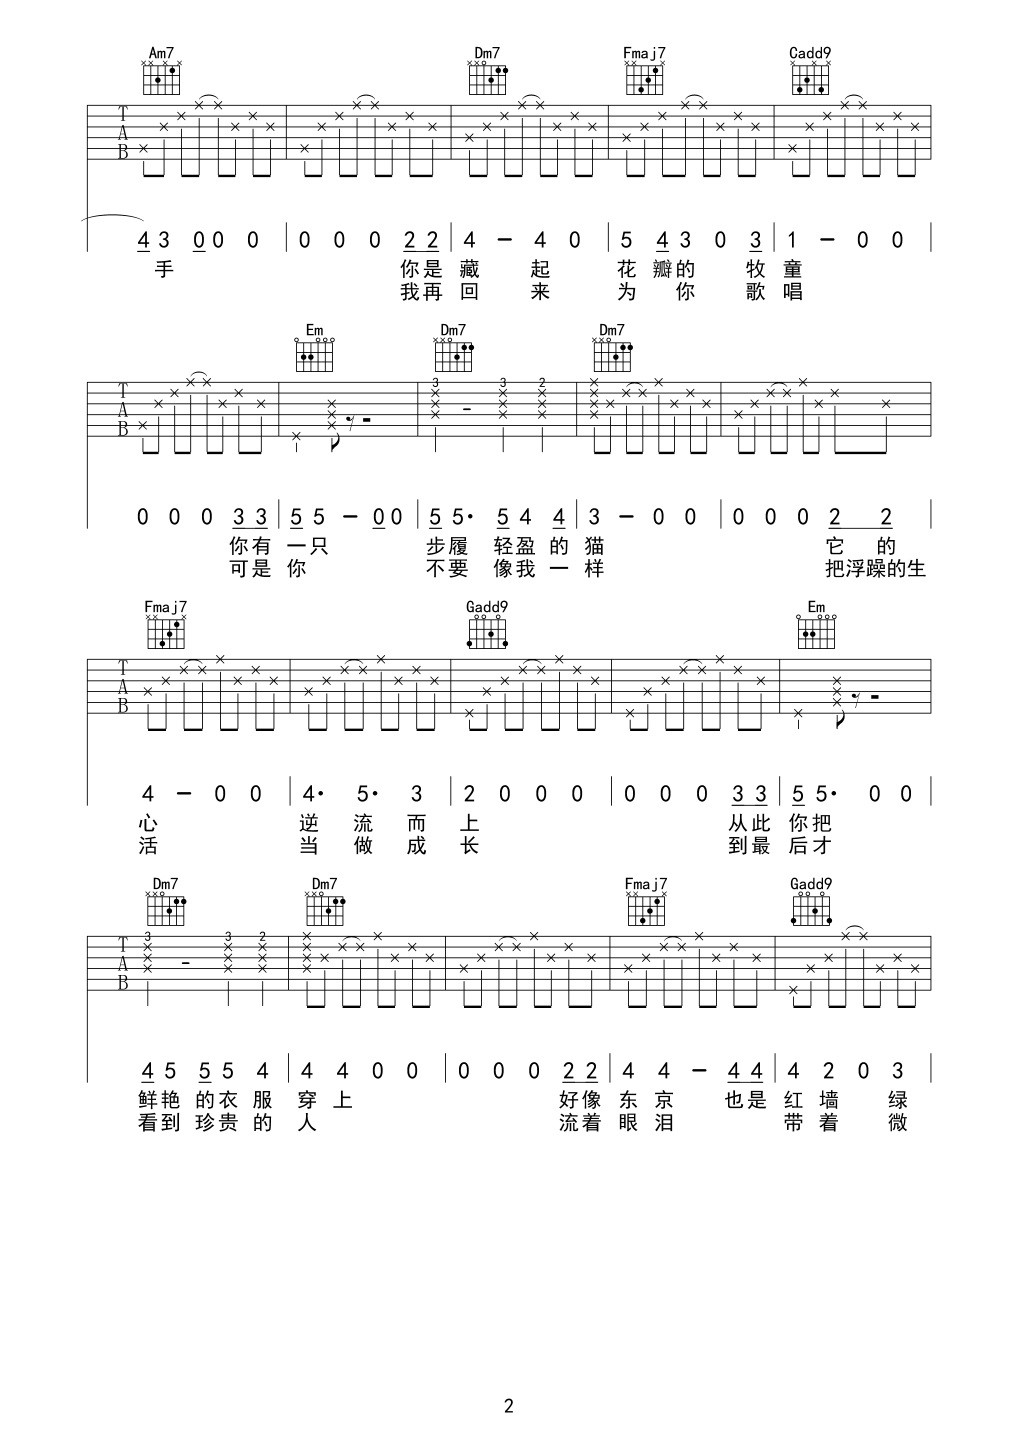 Am7 Dm7 Fmaj7 Cadd9
T A B
4 3 0 0 0 0 0 0 2 2 4 — 4 0 5 4 3 0 3 1 — 0 0
手 你是 藏 起 花 瓣的 牧 童
我再 回 来 为 你 歌 唱
Em Dm7 Dm7
3 3 2
T A B
0 0 0 3 3 5 5 — 0 0 5 5· 5 4 4 3 — 0 0 0 0 0 2 2
你有 一只 步履 轻盈 的 猫 它 的
可是 你 不要 像我 一 样 把浮躁的生
Fmaj7 Gadd9 Em
T A B
4 — 0 0 4· 5· 3 2 0 0 0 0 0 0 3 3 5 5· 0 0
心 逆 流 而 上 从此 你把
活 当 做 成 长 到最 后才
Dm7 Dm7 Fmaj7 Gadd9
3 3 2
T A B
4 5 5 5 4 4 4 0 0 0 0 0 2 2 4 4 — 4 4 4 2 0 3
鲜艳 的衣 服 穿 上 好像 东 京 也是 红 墙 绿
看到 珍贵 的 人 流着 眼 泪 带 着 微
2